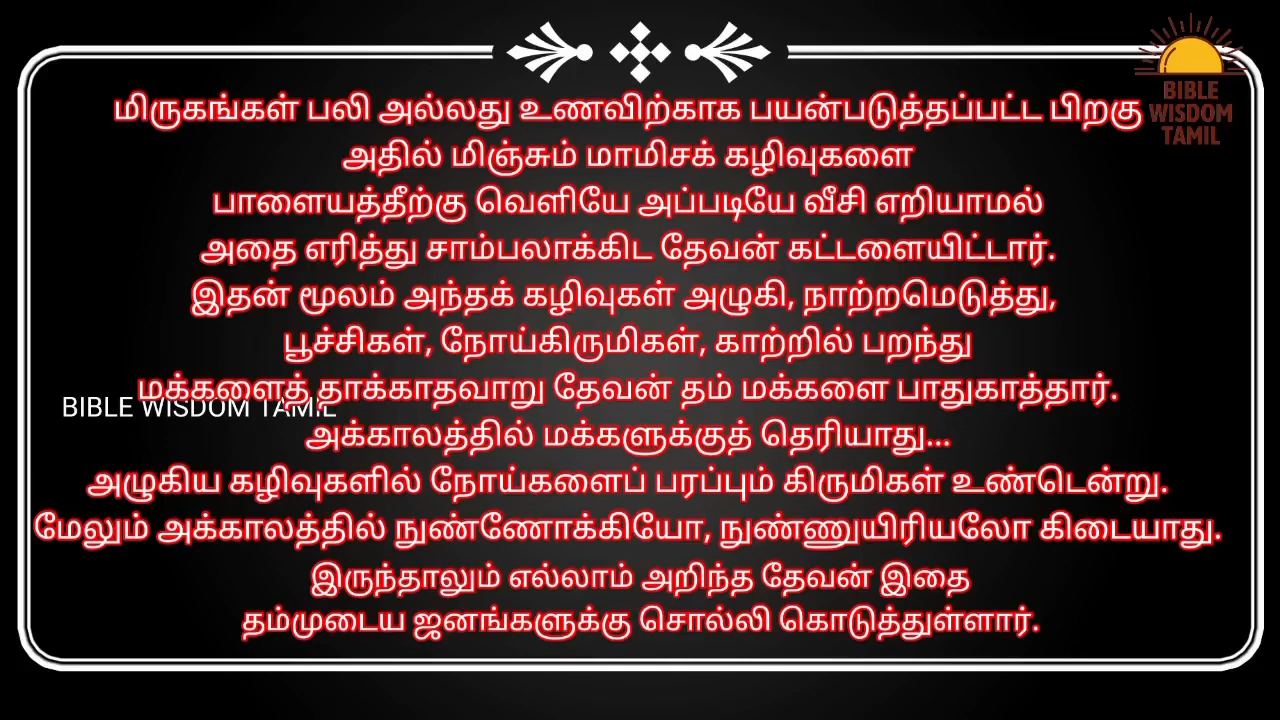 மிருகங்கள் பலி அல்லது உணவிற்காக பயன்படுத்தப்பட்ட பிறகு
அதில் மிஞ்சும் மாமிசக் கழிவுகளை
பாளையத்தீற்கு வெளியே அப்படியே வீசி எறியாமல்
அதை எரித்து சாம்பலாக்கிட தேவன் கட்டளையிட்டார்.
இதன் மூலம் அந்தக் கழிவுகள் அழுகி, நாற்றமெடுத்து,
பூச்சிகள், நோய்கிருமிகள், காற்றில் பறந்து
மக்களைத் தாக்காதவாறு தேவன் தம் மக்களை பாதுகாத்தார்.
அக்காலத்தில் மக்களுக்குத் தெரியாது...
அழுகிய கழிவுகளில் நோய்களைப் பரப்பும் கிருமிகள் உண்டென்று.
மேலும் அக்காலத்தில் நுண்ணோக்கியோ, நுண்ணுயிரியலோ கிடையாது.
இருந்தாலும் எல்லாம் அறிந்த தேவன் இதை
தம்முடைய ஜனங்களுக்கு சொல்லி கொடுத்துள்ளார்.
BIBLE
WISDOM
TAMIL
BIBLE WISDOM TAMIL